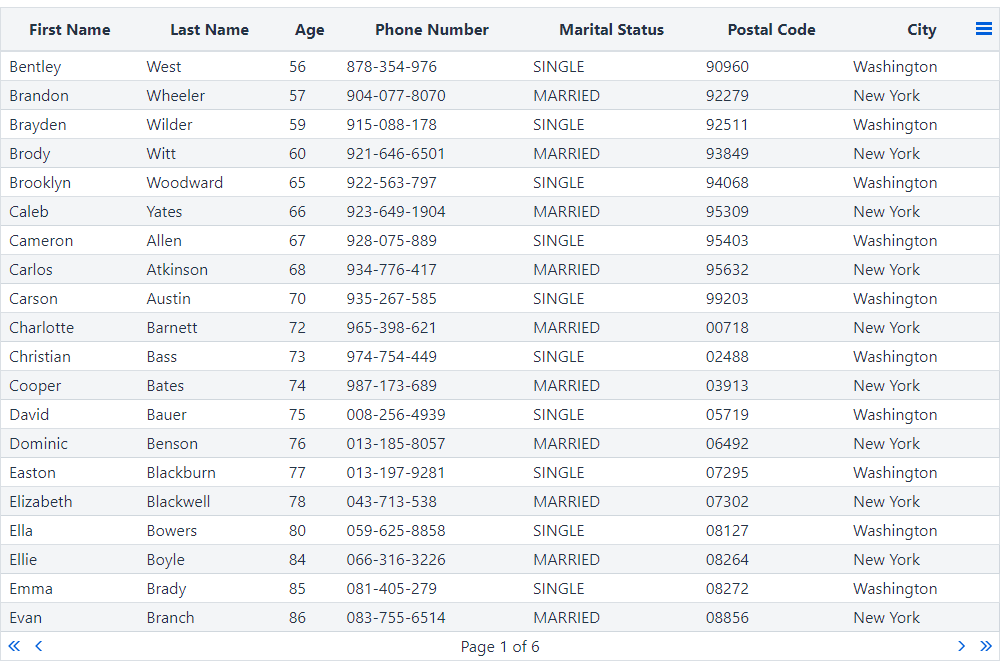 First Name Last Name Age Phone Number Marital Status Postal Code City
Bentley West 56 878-354-976 SINGLE 90960 Washington
Brandon Wheeler 57 904-077-8070 MARRIED 92279 New York
Brayden Wilder 59 915-088-178 SINGLE 92511 Washington
Brody Witt 60 921-646-6501 MARRIED 93849 New York
Brooklyn Woodward 65 922-563-797 SINGLE 94068 Washington
Caleb Yates 66 923-649-1904 MARRIED 95309 New York
Cameron Allen 67 928-075-889 SINGLE 95403 Washington
Carlos Atkinson 68 934-776-417 MARRIED 95632 New York
Carson Austin 70 935-267-585 SINGLE 99203 Washington
Charlotte Barnett 72 965-398-621 MARRIED 00718 New York
Christian Bass 73 974-754-449 SINGLE 02488 Washington
Cooper Bates 74 987-173-689 MARRIED 03913 New York
David Bauer 75 008-256-4939 SINGLE 05719 Washington
Dominic Benson 76 013-185-8057 MARRIED 06492 New York
Easton Blackburn 77 013-197-9281 SINGLE 07295 Washington
Elizabeth Blackwell 78 043-713-538 MARRIED 07302 New York
Ella Bowers 80 059-625-8858 SINGLE 08127 Washington
Ellie Boyle 84 066-316-3226 MARRIED 08264 New York
Emma Brady 85 081-405-279 SINGLE 08272 Washington
Evan Branch 86 083-755-6514 MARRIED 08856 New York
Page 1 of 6